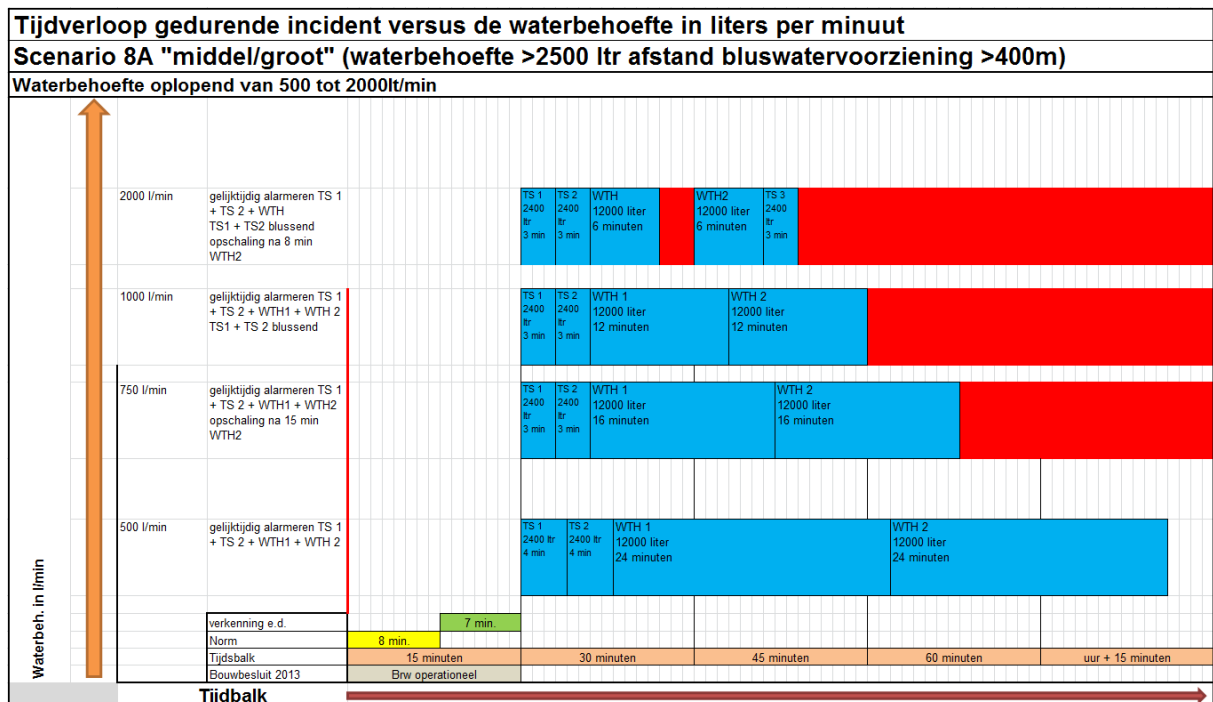 Tijdverloop gedurende incident versus de waterbehoefte in liters per minuut
Scenario 8A "middel/groot" (waterbehoefte >2500 ltr afstand bluswatervoorziening >400m)
Waterbehoefte oplopend van 500 tot 2000lt/min
2000 l/min
gelijktijdig alarmeren TS 1
+ TS 2 + WTH
TS1 + TS2 blussend
opschaling na 8 min
WTH2
TS 1
2400
ltr
3 min
TS 2
2400
ltr
3 min
WTH
12000 liter
6 minuten
WTH2
12000 liter
6 minuten
TS 3
2400
ltr
3 min
1000 l/min
gelijktijdig alarmeren TS 1
+ TS 2 + WTH1 + WTH 2
TS1 + TS 2 blussend
TS 1
2400
ltr
3 min
TS 2
2400
ltr
3 min
WTH 1
12000 liter
12 minuten
WTH 2
12000 liter
12 minuten
750 l/min
gelijktijdig alarmeren TS 1
+ TS 2 + WTH1 + WTH2
opschaling na 15 min
WTH2
TS 1
2400
ltr
3 min
TS 2
2400
ltr
3 min
WTH 1
12000 liter
16 minuten
WTH 2
12000 liter
16 minuten
500 l/min
gelijktijdig alarmeren TS 1
+ TS 2 + WTH1 + WTH 2
TS 1
2400 ltr
4 min
TS 2
2400 ltr
4 min
WTH 1
12000 liter
24 minuten
WTH 2
12000 liter
24 minuten
Waterbeh. in l/min
verkenning e.d.
7 min.
Norm
8 min.
Tijdsbalk
15 minuten
30 minuten
45 minuten
60 minuten
uur + 15 minuten
Bouwbesluit 2013
Brw operationeel
Tijdbalk